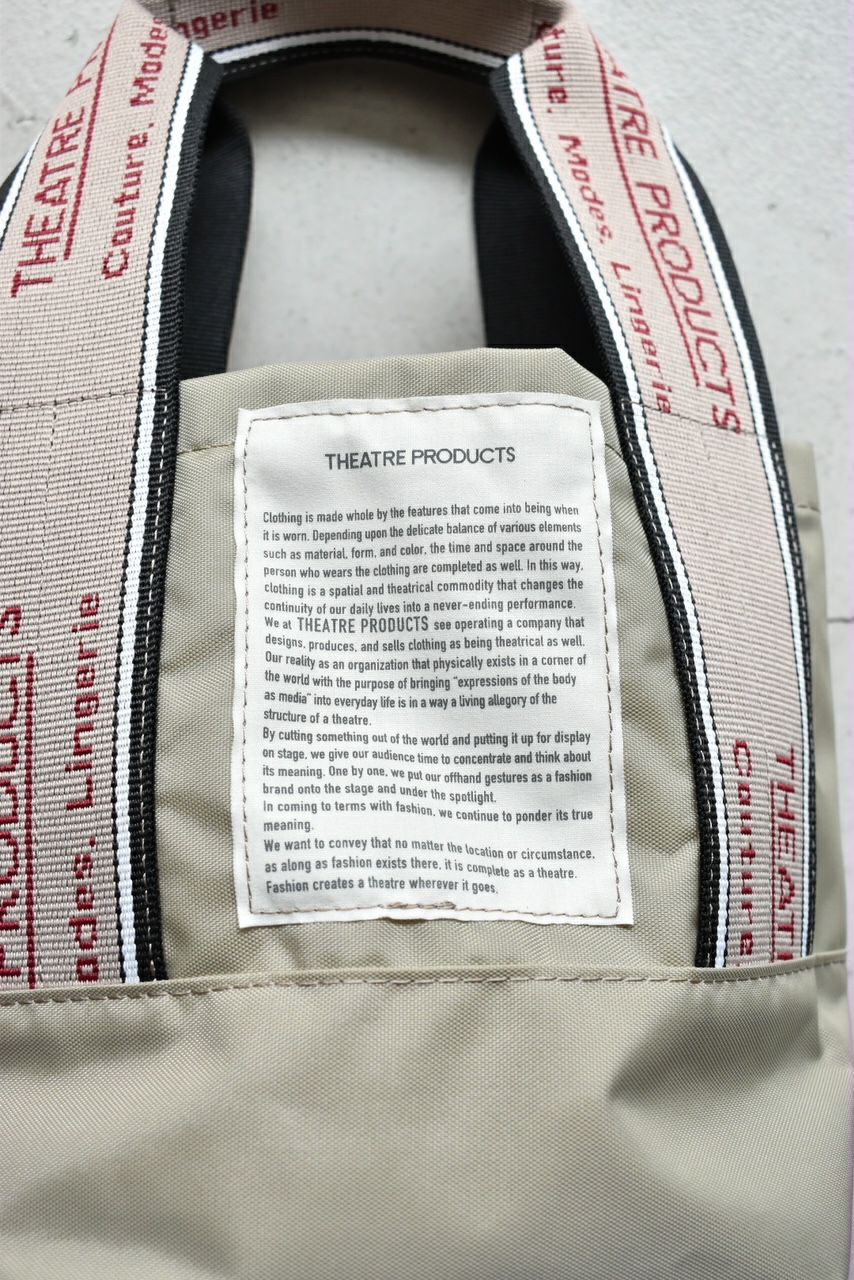 Lingerie
THEATRE P
Couture, Modes
ture, Modes, Lingerie
ATRE PRODUCTS
THEATRE PRODUCTS
Clothing is made whole by the features that come into being when
it is worn. Depending upon the delicate balance of various elements
such as material, form, and color, the time and space around the
person who wears the clothing are completed as well. In this way,
clothing is a spatial and theatrical commodity that changes the
continuity of our daily lives into a never-ending performance.
We at THEATRE PRODUCTS see operating a company that
designs, produces, and sells clothing as being theatrical as well.
Our reality as an organization that physically exists in a corner of
the world with the purpose of bringing "expressions of the body
as media" into everyday life is in a way a living allegory of the
structure of a theatre.
By cutting something out of the world and putting it up for display
on stage, we give our audience time to concentrate and think about
its meaning. One by one, we put our offhand gestures as a fashion
brand onto the stage and under the spotlight.
In coming to terms with fashion, we continue to ponder its true
meaning.
We want to convey that no matter the location or circumstance,
as along as fashion exists there, it is complete as a theatre.
Fashion creates a theatre wherever it goes.
PRODUCTS
odes, Lingerie
Couture,
THEAT